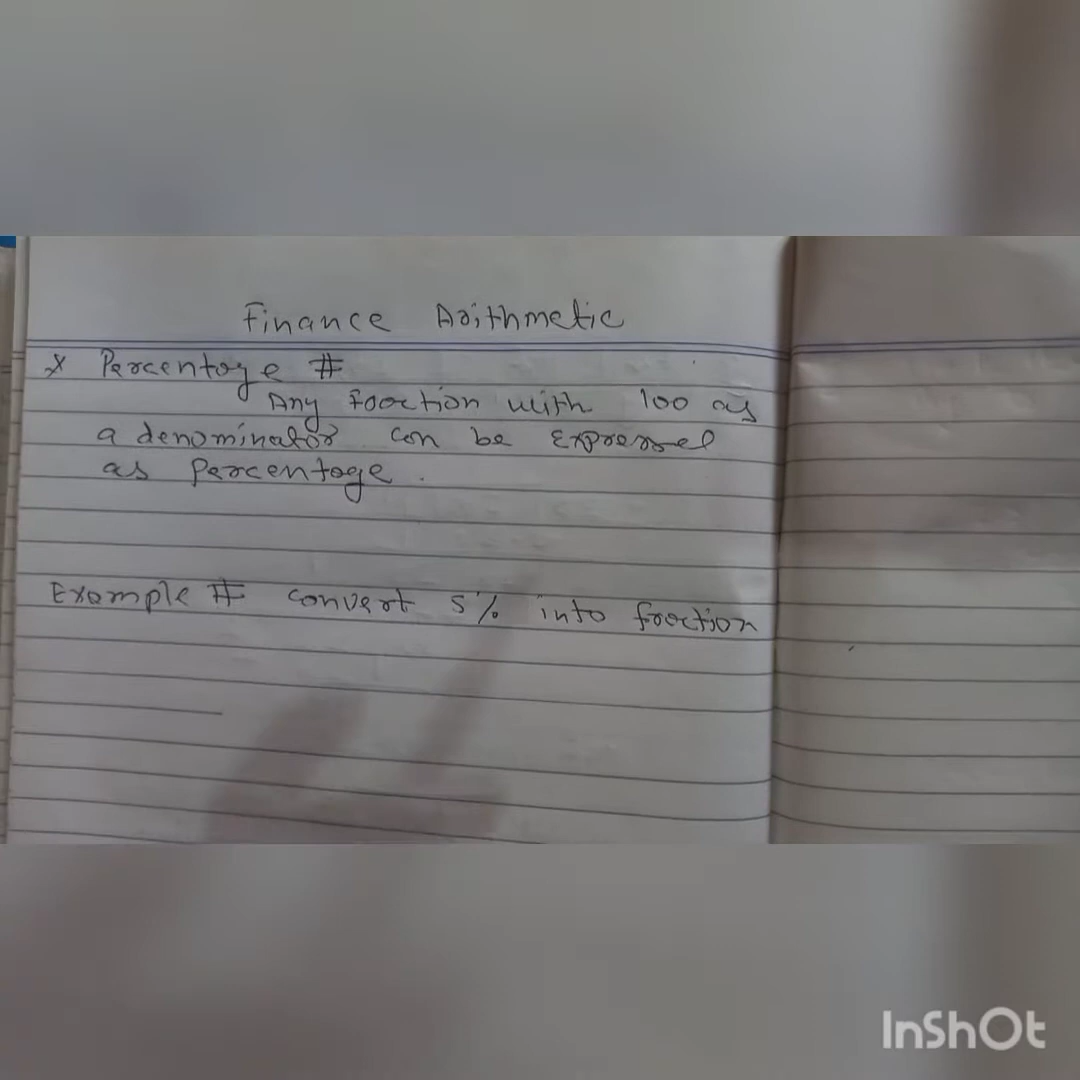 Finance Arithmetic
* Percentage #
Any fraction with 100 as
a denominator can be Expressed
as Percentage.
Example # convert 5% into fraction
InShOt